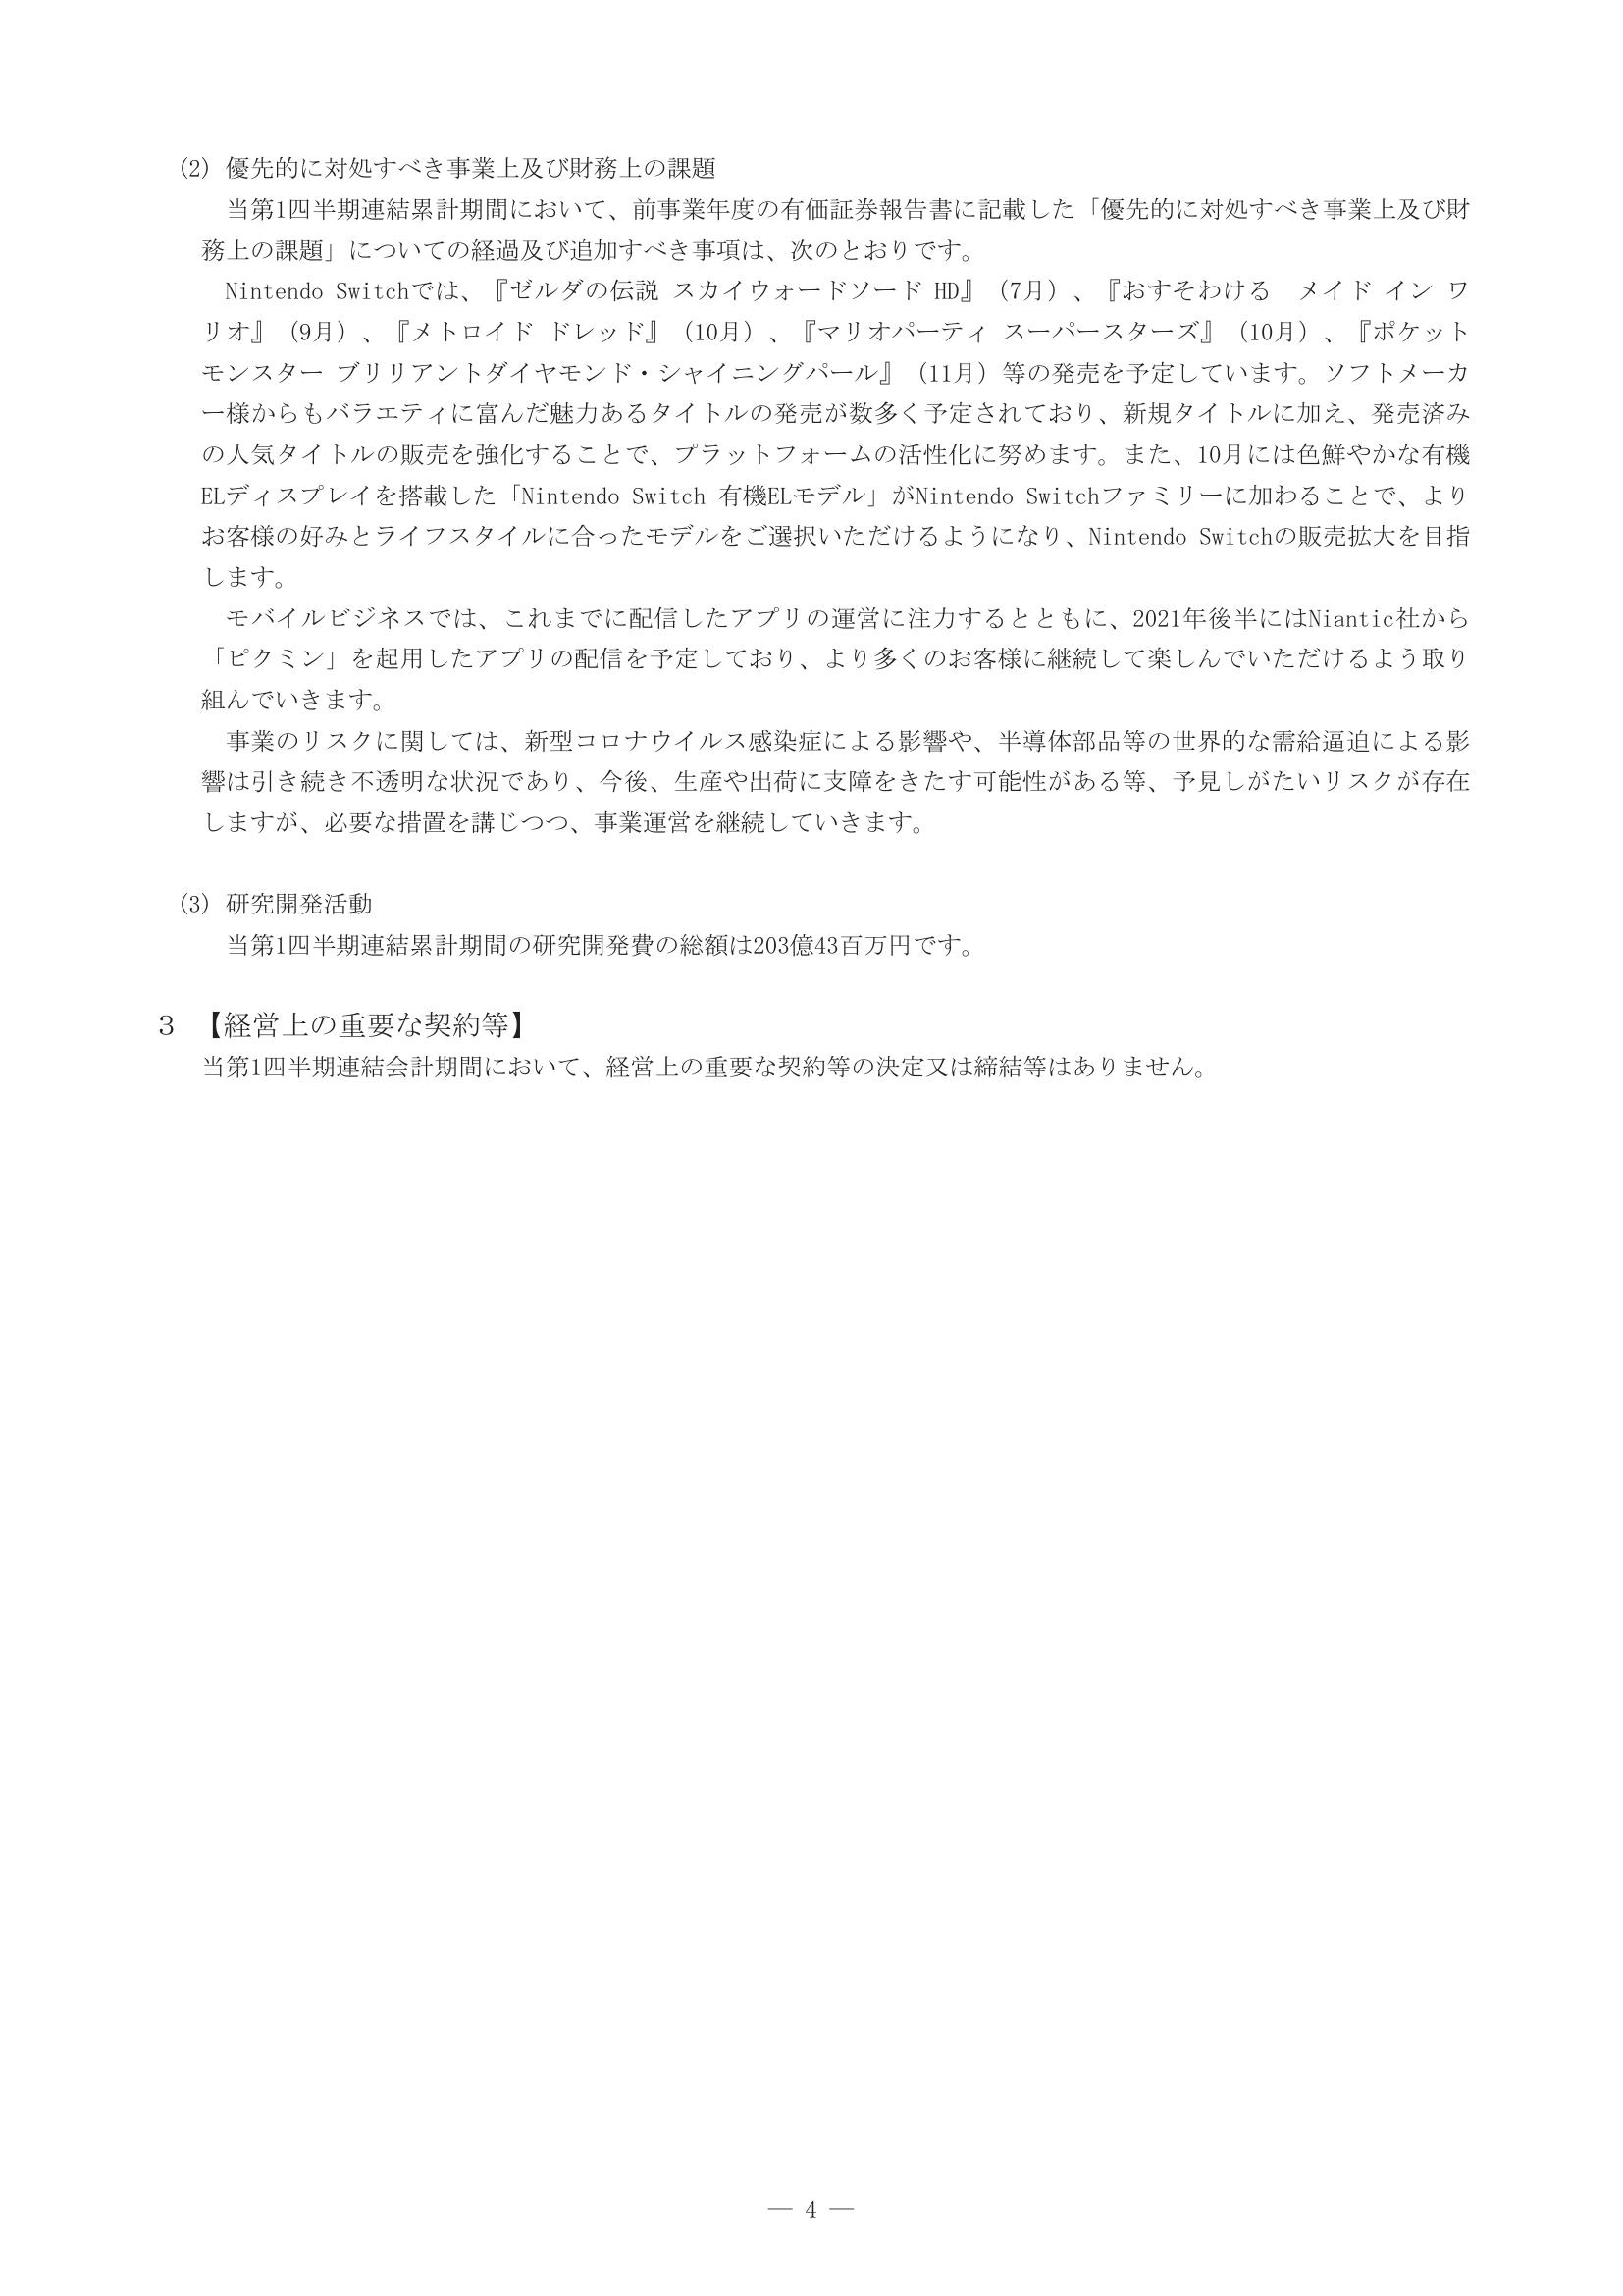 (2) 優先的に対処すべき事業上及び財務上の課題
当第1四半期連結累計期間において、前事業年度の有価証券報告書に記載した「優先的に対処すべき事業上及び財
務上の課題」についての経過及び追加すべき事項は、次のとおりです。
Nintendo Switchでは、『ゼルダの伝説 スカイウォードソード HD』（7月）、『おすそわける　メイド イン ワ
リオ』（9月）、『メトロイド ドレッド』（10月）、『マリオパーティ スーパースターズ』（10月）、『ポケット
モンスター ブリリアントダイヤモンド・シャイニングパール』（11月）等の発売を予定しています。ソフトメーカ
ー様からもバラエティに富んだ魅力あるタイトルの発売が数多く予定されており、新規タイトルに加え、発売済み
の人気タイトルの販売を強化することで、プラットフォームの活性化に努めます。また、10月には色鮮やかな有機
ELディスプレイを搭載した「Nintendo Switch 有機ELモデル」がNintendo Switchファミリーに加わることで、より
お客様の好みとライフスタイルに合ったモデルをご選択いただけるようになり、Nintendo Switchの販売拡大を目指
します。
モバイルビジネスでは、これまでに配信したアプリの運営に注力するとともに、2021年後半にはNiantic社から
「ピクミン」を起用したアプリの配信を予定しており、より多くのお客様に継続して楽しんでいただけるよう取り
組んでいきます。
事業のリスクに関しては、新型コロナウイルス感染症による影響や、半導体部品等の世界的な需給逼迫による影
響は引き続き不透明な状況であり、今後、生産や出荷に支障をきたす可能性がある等、予見しがたいリスクが存在
しますが、必要な措置を講じつつ、事業運営を継続していきます。
(3) 研究開発活動
当第1四半期連結累計期間の研究開発費の総額は203億43百万円です。
３ 【経営上の重要な契約等】
当第1四半期連結会計期間において、経営上の重要な契約等の決定又は締結等はありません。
― 4 ―